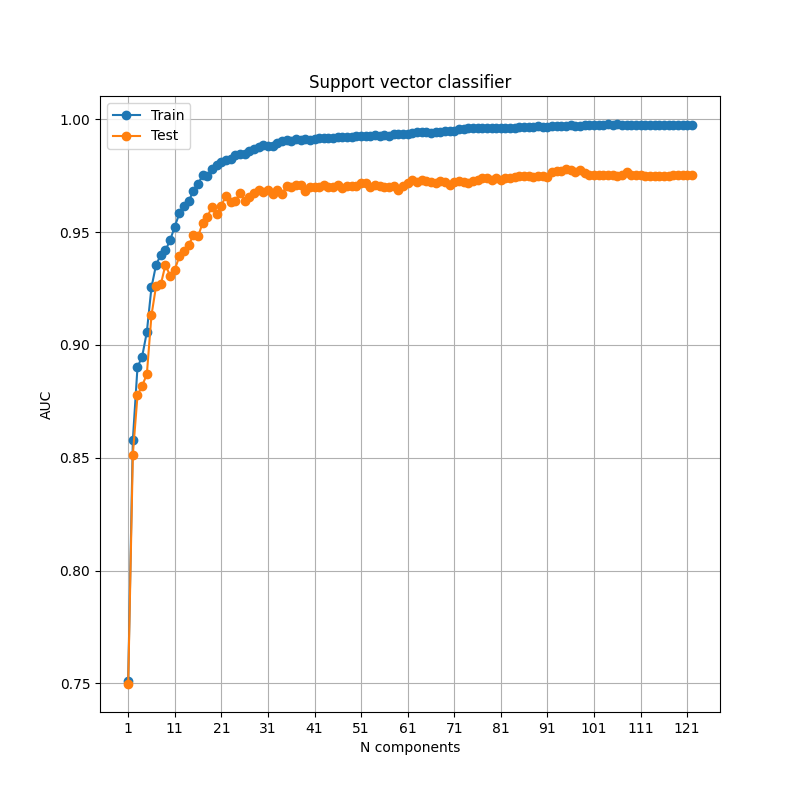 Support vector classifier
Train
Test
1.00
0.95
0.90
0.85
0.80
0.75
AUC
1 11 21 31 41 51 61 71 81 91 101 111 121
N components